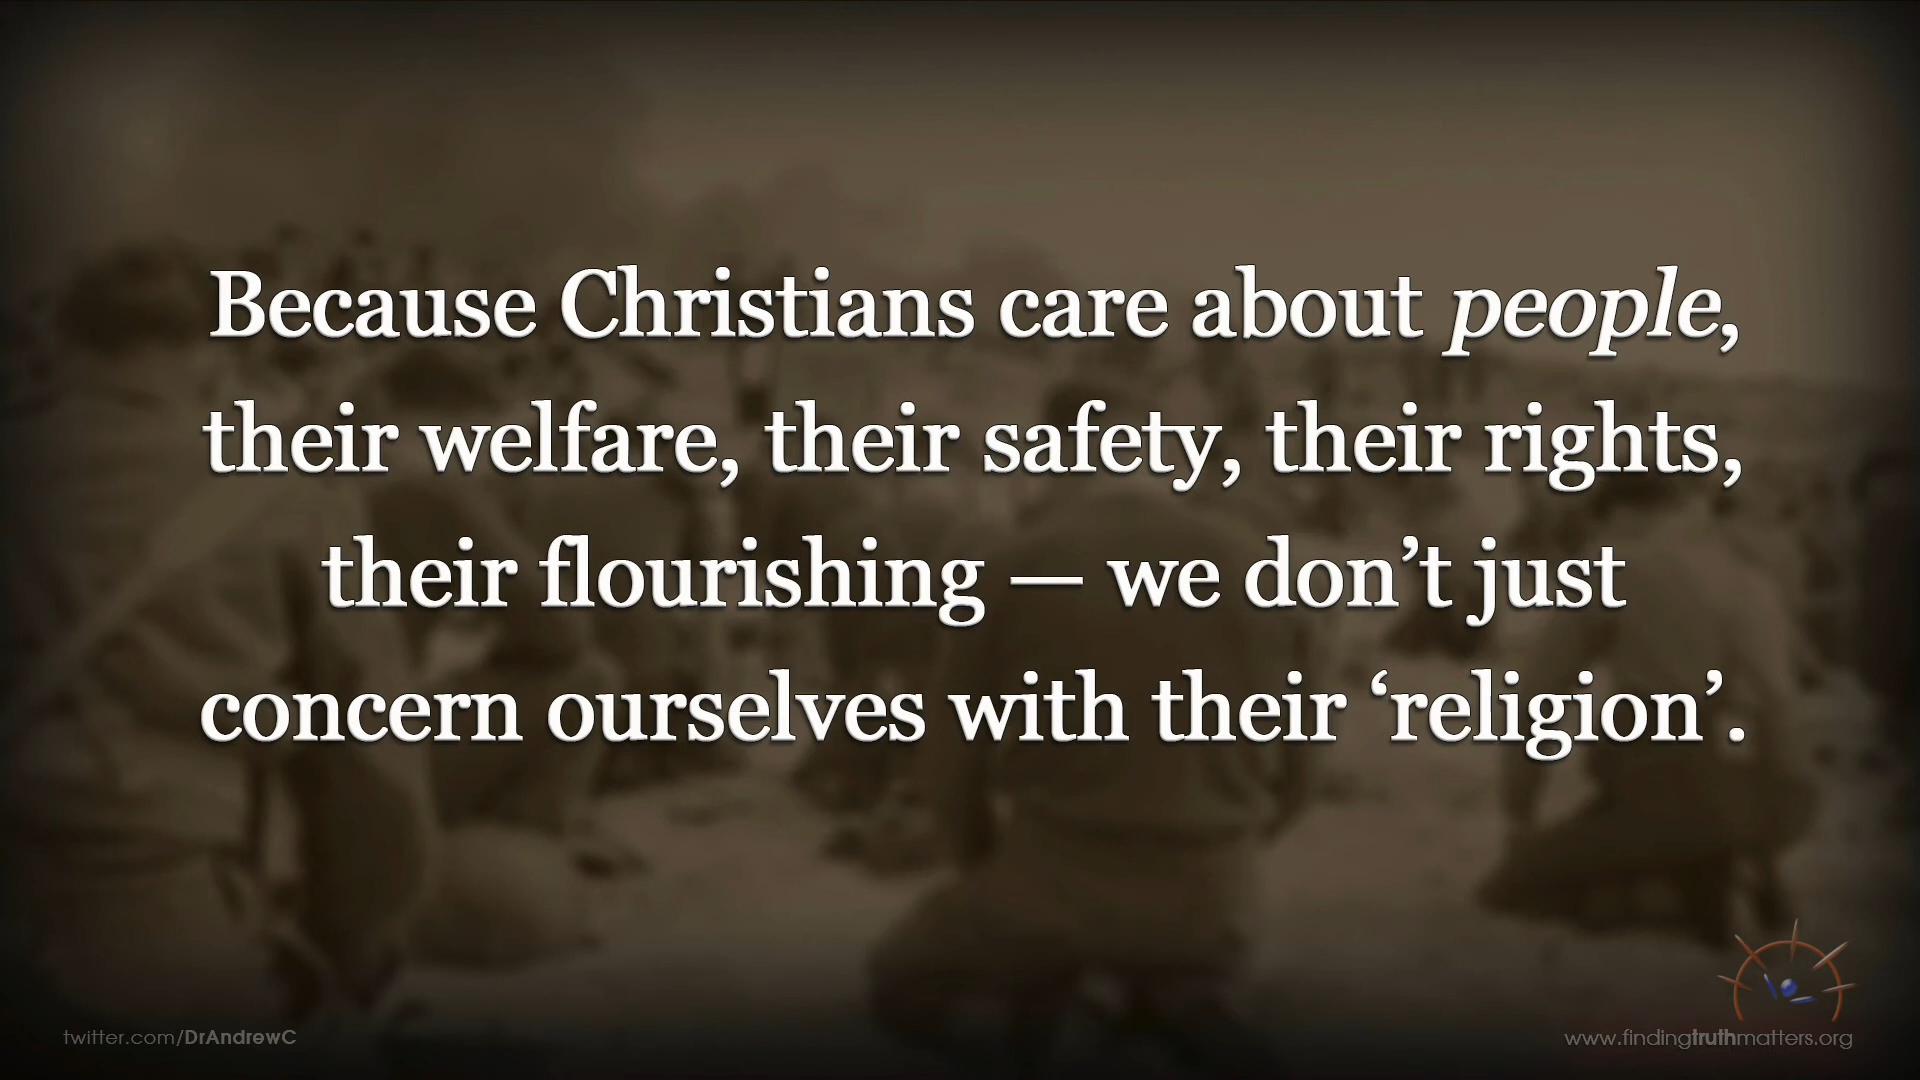 Because Christians care about people,
their welfare, their safety, their rights,
their flourishing — we don’t just
concern ourselves with their ‘religion’.
twitter.com/DrAndrewC
www.findingtruthmatters.org